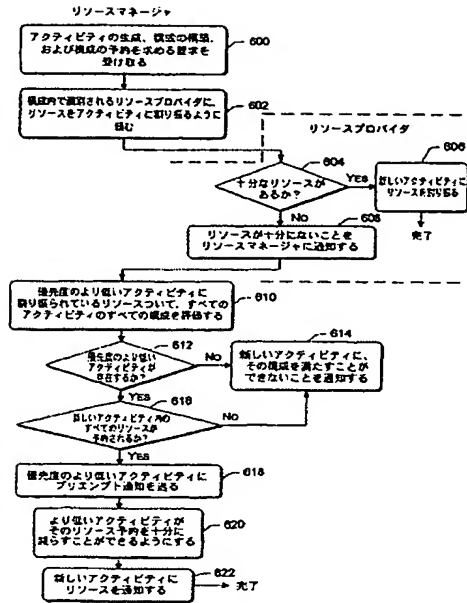 リソースマネージャ
アクティビティの生成、構成の構築、
および構成の予約を求める要求を
受け取る
600
構成内で識別されるリソースプロバイダに、
リソースをアクティビティに割り振るように
頼む
602
リソースプロバイダ
604
十分なリソースが
あるか?
YES
606
新しいアクティビティに
リソースを割り振る
完了
NO
608
リソースが十分にないことを
リソースマネージャに通知する
優先度のより低いアクティビティに
割り振られているリソースついて、すべての
アクティビティのすべての構成を評価する
610
612
優先度のより低い
アクティビティが
存在するか?
No
614
新しいアクティビティに、
その構成を満たすことが
できないことを通知する
YES
616
新しいアクティビティ内の
すべてのリソースが
予約されるか?
No
YES
優先度のより低いアクティビティに
プリエンプト通知を送る
618
より低いアクティビティが
そのリソース予約を十分に
減らすことができるようにする
620
新しいアクティビティに
リソースを通知する
622
完了